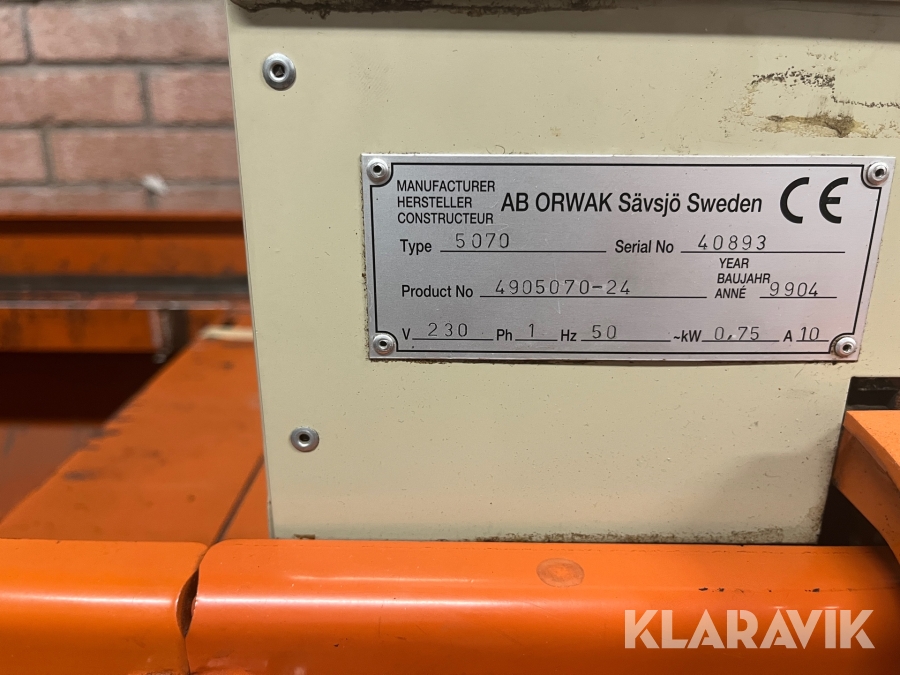 MANUFACTURER
HERSTELLER
CONSTRUCTEUR
AB ORWAK Sävsjö Sweden CE
Type 5070 Serial No 40893
Product No 4905070-24
YEAR
BAUJAHR
ANNÉ 9904
V 230 Ph 1 Hz 50 ~kW 0,75 A 10
KLARAVIK